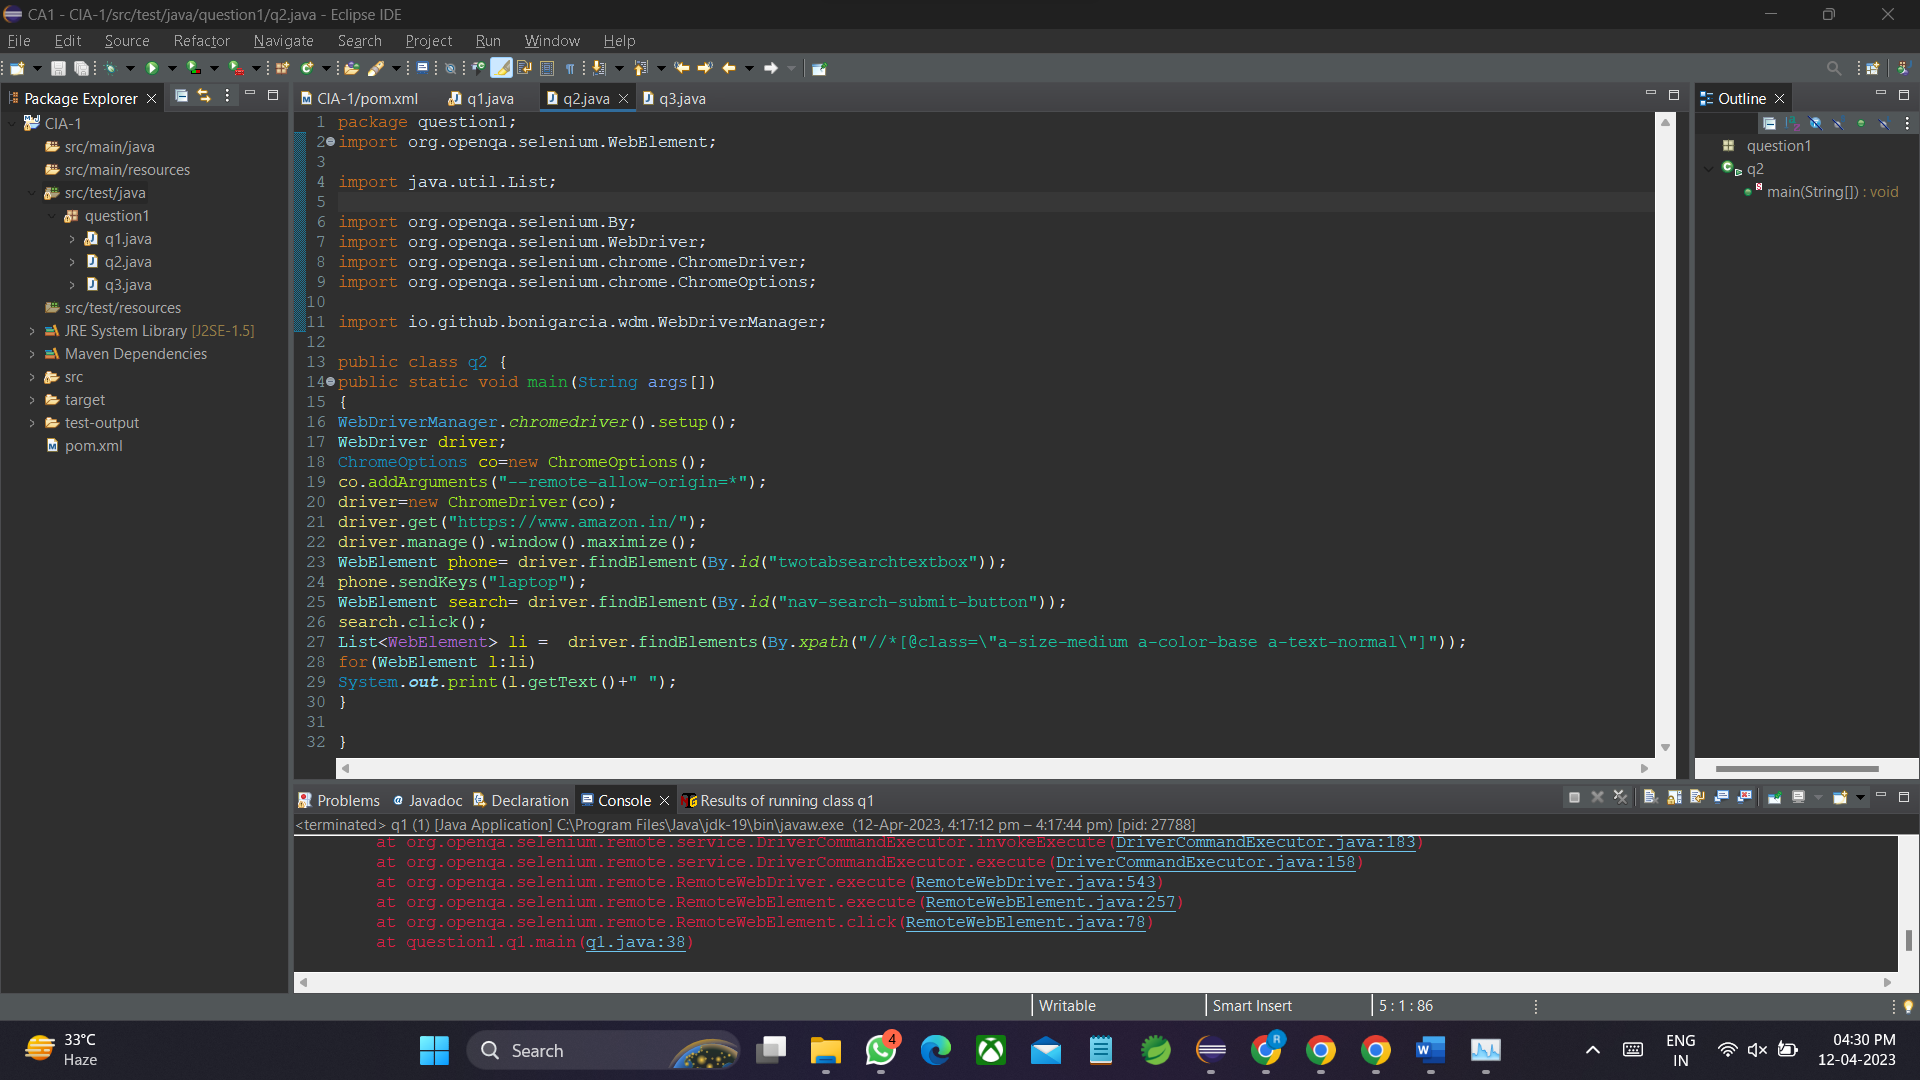 CA1 - CIA-1/src/test/java/question1/q2.java - Eclipse IDE
File Edit Source Refactor Navigate Search Project Run Window Help
Package Explorer
CIA-1
src/main/java
src/main/resources
src/test/java
question1
q1.java
q2.java
q3.java
src/test/resources
JRE System Library [J2SE-1.5]
Maven Dependencies
src
target
test-output
pom.xml
CIA-1/pom.xml q1.java q2.java q3.java
1 package question1;
2 import org.openqa.selenium.WebElement;
3
4 import java.util.List;
5
6 import org.openqa.selenium.By;
7 import org.openqa.selenium.WebDriver;
8 import org.openqa.selenium.chrome.ChromeDriver;
9 import org.openqa.selenium.chrome.ChromeOptions;
10
11 import io.github.bonigarcia.wdm.WebDriverManager;
12
13 public class q2 {
14 public static void main(String args[])
15 {
16 WebDriverManager.chromedriver().setup();
17 WebDriver driver;
18 ChromeOptions co=new ChromeOptions();
19 co.addArguments("--remote-allow-origin=*");
20 driver=new ChromeDriver(co);
21 driver.get("https://www.amazon.in/");
22 driver.manage().window().maximize();
23 WebElement phone= driver.findElement(By.id("twotabsearchtextbox"));
24 phone.sendKeys("laptop");
25 WebElement search= driver.findElement(By.id("nav-search-submit-button"));
26 search.click();
27 List<WebElement> li =  driver.findElements(By.xpath("//*[@class=\"a-size-medium a-color-base a-text-normal\"]"));
28 for(WebElement l:li)
29 System.out.print(l.getText()+" ");
30 }
31
32 }
Outline
question1
q2
main(String[]) : void
Problems Javadoc Declaration Console Results of running class q1
<terminated> q1 (1) [Java Application] C:\Program Files\Java\jdk-19\bin\javaw.exe (12-Apr-2023, 4:17:12 pm – 4:17:44 pm) [pid: 27788]
at org.openqa.selenium.remote.service.DriverCommandExecutor.invokeExecute(DriverCommandExecutor.java:183)
at org.openqa.selenium.remote.service.DriverCommandExecutor.execute(DriverCommandExecutor.java:158)
at org.openqa.selenium.remote.RemoteWebDriver.execute(RemoteWebDriver.java:543)
at org.openqa.selenium.remote.RemoteWebElement.execute(RemoteWebElement.java:257)
at org.openqa.selenium.remote.RemoteWebElement.click(RemoteWebElement.java:78)
at question1.q1.main(q1.java:38)
Writable Smart Insert 5 : 1 : 86
33°C
Haze
Search
4
R
ENG
IN
04:30 PM
12-04-2023